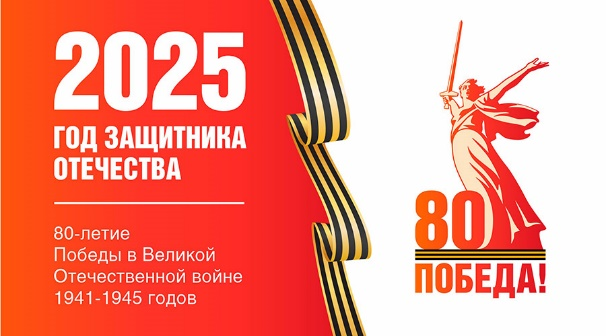 2025
ГОД ЗАЩИТНИКА
ОТЕЧЕСТВА
80-летие
Победы в Великой
Отечественной войне
1941-1945 годов
80
ПОБЕДА!